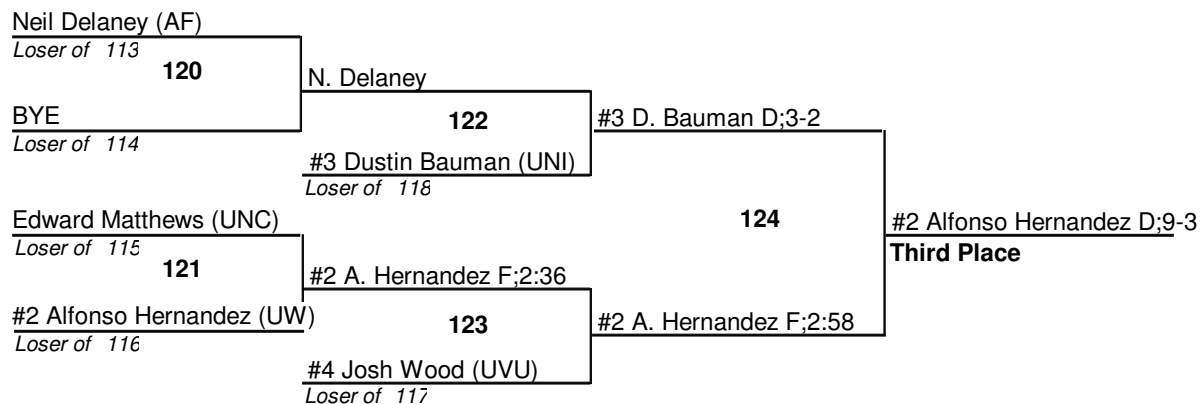 Neil Delaney (AF)
Loser of 113
120
N. Delaney
BYE
Loser of 114
122
#3 D. Bauman D;3-2
#3 Dustin Bauman (UNI)
Loser of 118
Edward Matthews (UNC)
Loser of 115
121
124
#2 Alfonso Hernandez D;9-3
Third Place
#2 A. Hernandez F;2:36
#2 Alfonso Hernandez (UW)
Loser of 116
123
#2 A. Hernandez F;2:58
#4 Josh Wood (UVU)
Loser of 117